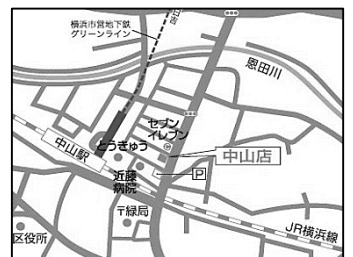 横浜市営地下鉄
グリーンライン
日吉
恩田川
セブン
イレブン
とうきゅう
中山店
中山駅
P
近藤
病院
〒緑局
JR横浜線
区役所